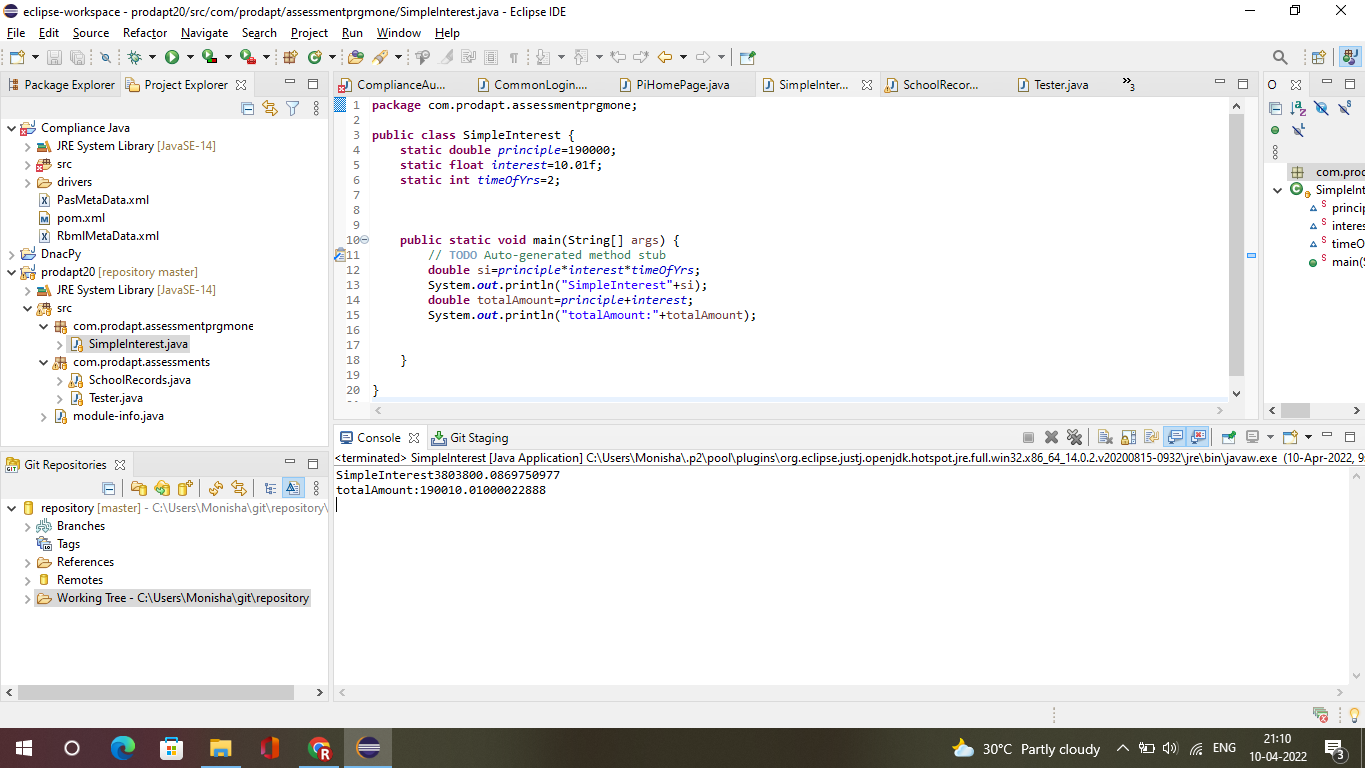 eclipse-workspace - prodapt20/src/com/prodapt/assessmentprgmone/SimpleInterest.java - Eclipse IDE
File Edit Source Refactor Navigate Search Project Run Window Help
Package Explorer Project Explorer
Compliance Java
JRE System Library [JavaSE-14]
src
drivers
PasMetaData.xml
pom.xml
RbmlMetaData.xml
DnacPy
prodapt20 [repository master]
JRE System Library [JavaSE-14]
src
com.prodapt.assessmentprgmone
SimpleInterest.java
com.prodapt.assessments
SchoolRecords.java
Tester.java
module-info.java
ComplianceAu... CommonLogin.... PiHomePage.java SimpleInter... SchoolRecor... Tester.java 3
1 package com.prodapt.assessmentprgmone;
2
3 public class SimpleInterest {
4 static double principle=190000;
5 static float interest=10.01f;
6 static int timeOfYrs=2;
7
8
9
10 public static void main(String[] args) {
11 // TODO Auto-generated method stub
12 double si=principle*interest*timeOfYrs;
13 System.out.println("SimpleInterest"+si);
14 double totalAmount=principle+interest;
15 System.out.println("totalAmount:"+totalAmount);
16
17
18 }
19
20 }
O
com.proc
SimpleInt
princip
interes
timeO
main(S
Git Repositories
repository [master] - C:\Users\Monisha\git\repository\
Branches
Tags
References
Remotes
Working Tree - C:\Users\Monisha\git\repository
Console Git Staging
<terminated> SimpleInterest [Java Application] C:\Users\Monisha\.p2\pool\plugins\org.eclipse.justj.openjdk.hotspot.jre.full.win32.x86_64_14.0.2.v20200815-0932\jre\bin\javaw.exe (10-Apr-2022, 9:
SimpleInterest3803800.0869750977
totalAmount:190010.01000022888
30°C Partly cloudy ENG 21:10
10-04-2022
3